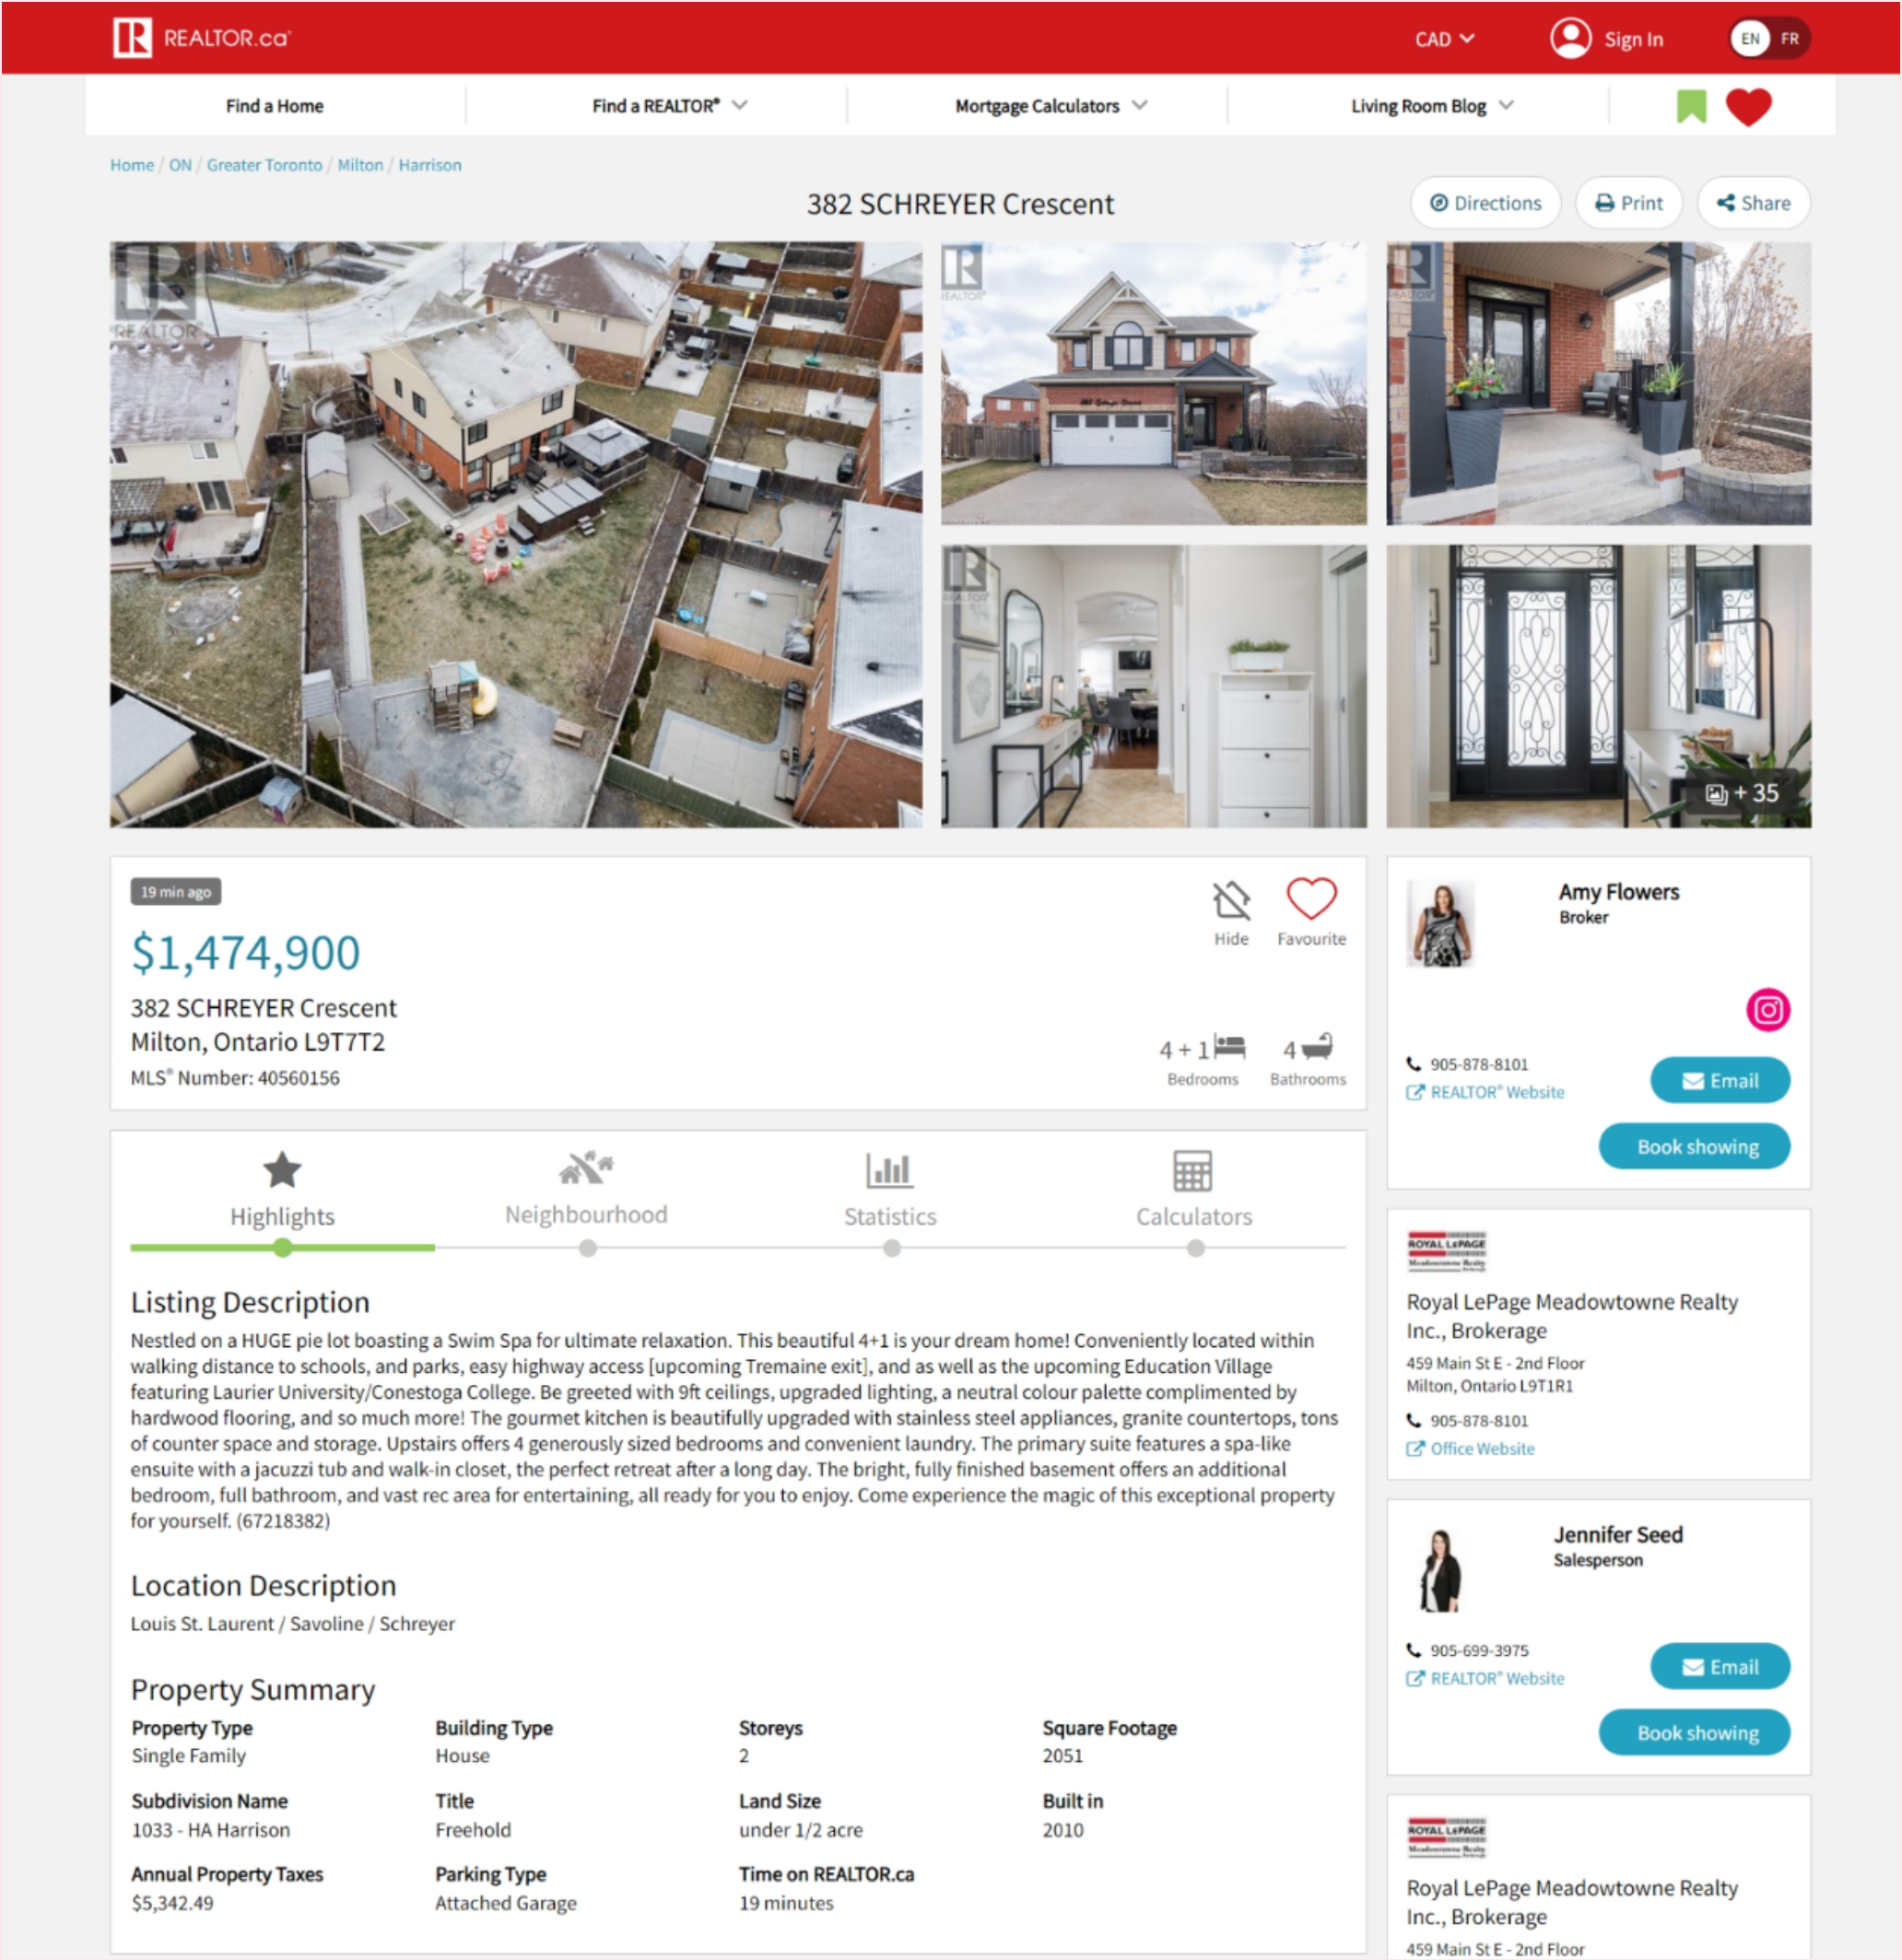 REALTOR.ca®
CAD
Sign In
EN FR
Find a Home
Find a REALTOR®
Mortgage Calculators
Living Room Blog
Home / ON / Greater Toronto / Milton / Harrison
382 SCHREYER Crescent
Directions
Print
Share
REALTOR
REALTOR
REALTOR
REALTOR
+ 35
19 min ago
Hide
Favourite
$1,474,900
382 SCHREYER Crescent
Milton, Ontario L9T7T2
MLS® Number: 40560156
4 + 1
Bedrooms
4
Bathrooms
Highlights
Neighbourhood
Statistics
Calculators
Listing Description
Nestled on a HUGE pie lot boasting a Swim Spa for ultimate relaxation. This beautiful 4+1 is your dream home! Conveniently located within
walking distance to schools, and parks, easy highway access [upcoming Tremaine exit], and as well as the upcoming Education Village
featuring Laurier University/Conestoga College. Be greeted with 9ft ceilings, upgraded lighting, a neutral colour palette complimented by
hardwood flooring, and so much more! The gourmet kitchen is beautifully upgraded with stainless steel appliances, granite countertops, tons
of counter space and storage. Upstairs offers 4 generously sized bedrooms and convenient laundry. The primary suite features a spa-like
ensuite with a jacuzzi tub and walk-in closet, the perfect retreat after a long day. The bright, fully finished basement offers an additional
bedroom, full bathroom, and vast rec area for entertaining, all ready for you to enjoy. Come experience the magic of this exceptional property
for yourself. (67218382)
Location Description
Louis St. Laurent / Savoline / Schreyer
Property Summary
Property Type
Single Family
Building Type
House
Storeys
2
Square Footage
2051
Subdivision Name
1033 - HA Harrison
Title
Freehold
Land Size
under 1/2 acre
Built in
2010
Annual Property Taxes
$5,342.49
Parking Type
Attached Garage
Time on REALTOR.ca
19 minutes
Amy Flowers
Broker
905-878-8101
REALTOR® Website
Email
Book showing
ROYAL LEPAGE
Meadowtowne Realty
Royal LePage Meadowtowne Realty
Inc., Brokerage
459 Main St E - 2nd Floor
Milton, Ontario L9T1R1
905-878-8101
Office Website
Jennifer Seed
Salesperson
905-699-3975
REALTOR® Website
Email
Book showing
ROYAL LEPAGE
Meadowtowne Realty
Royal LePage Meadowtowne Realty
Inc., Brokerage
459 Main St E - 2nd Floor